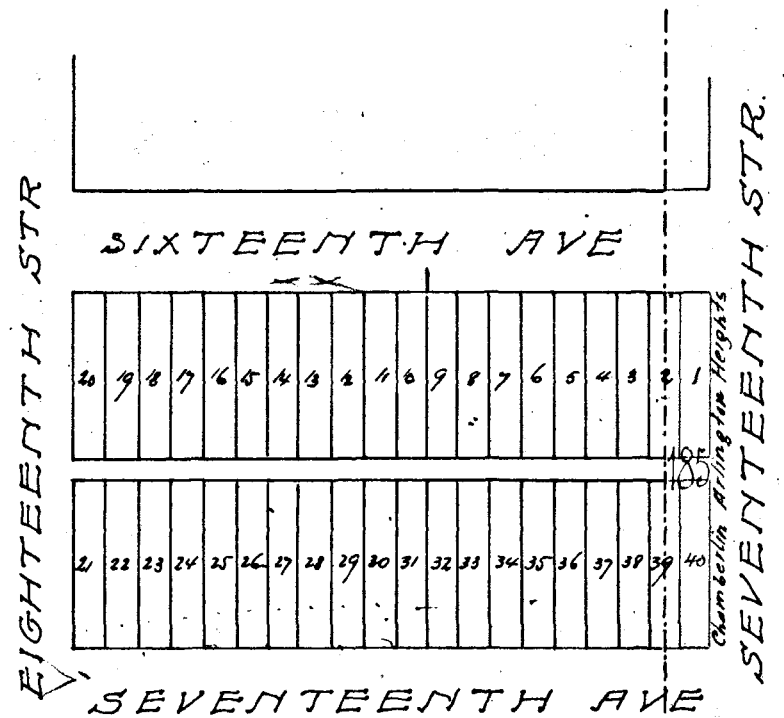 SIXTEENTH AVE
EIGHTEENTH STR
SEVENTEENTH STR.
20 19 18 17 16 15 14 13 12 11 10 9 8 7 6 5 4 3 2 1
185
Chamberlin Arlington Heights
21 22 23 24 25 26 27 28 29 30 31 32 33 34 35 36 37 38 39 40
SEVENTEENTH AVE